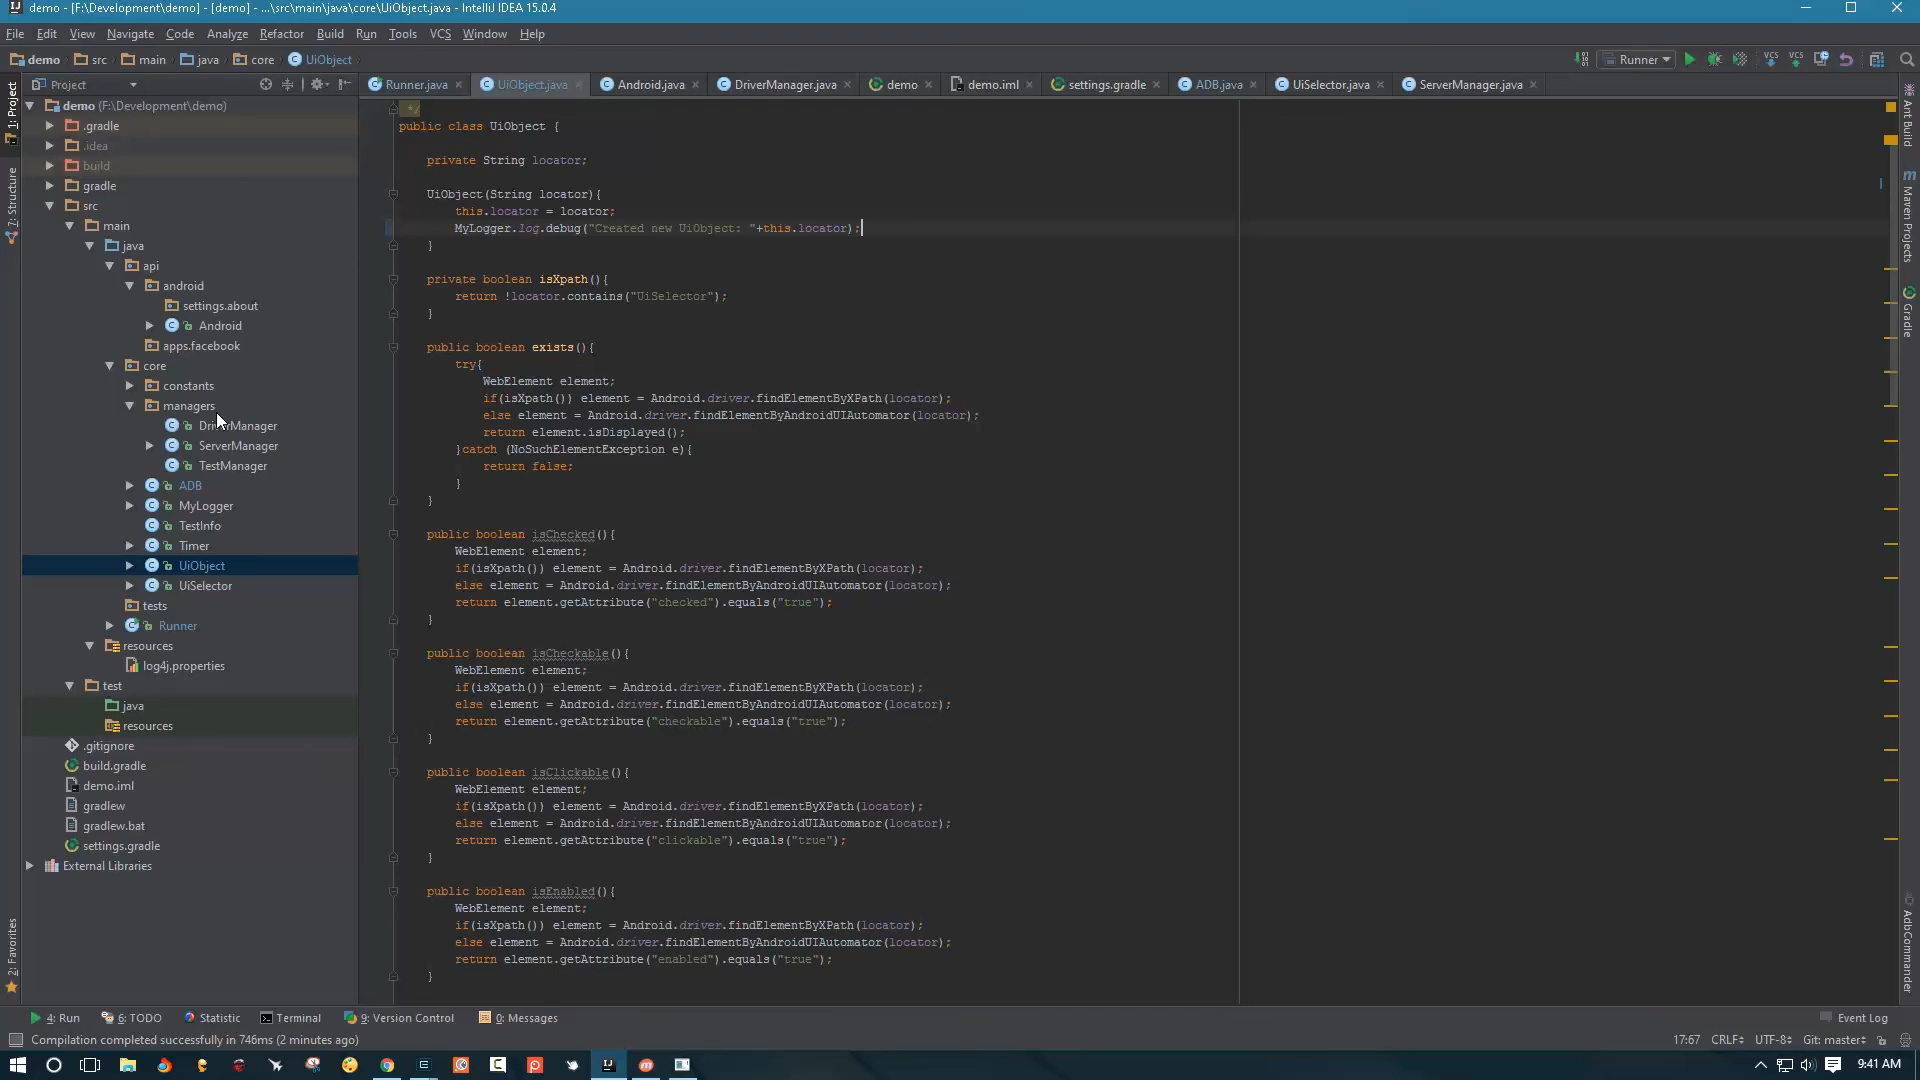 demo - [F:\Development\demo] - [demo] - ...\src\main\java\core\UiObject.java - IntelliJ IDEA 15.0.4
File Edit View Navigate Code Analyze Refactor Build Run Tools VCS Window Help
demo src main java core UiObject Runner
Project
Runner.java UiObject.java Android.java DriverManager.java demo demo.iml settings.gradle ADB.java UiSelector.java ServerManager.java
demo (F:\Development\demo)
.gradle
.idea
build
gradle
src
main
java
api
android
settings.about
Android
apps.facebook
core
constants
managers
DriverManager
ServerManager
TestManager
ADB
MyLogger
TestInfo
Timer
UiObject
UiSelector
tests
Runner
resources
log4j.properties
test
java
resources
.gitignore
build.gradle
demo.iml
gradlew
gradlew.bat
settings.gradle
External Libraries
1: Project
7: Structure
2: Favorites
*/
public class UiObject {
private String locator;
UiObject(String locator){
this.locator = locator;
MyLogger.log.debug("Created new UiObject: "+this.locator);
}
private boolean isXpath(){
return !locator.contains("UiSelector");
}
public boolean exists(){
try{
WebElement element;
if(isXpath()) element = Android.driver.findElementByXPath(locator);
else element = Android.driver.findElementByAndroidUIAutomator(locator);
return element.isDisplayed();
}catch (NoSuchElementException e){
return false;
}
}
public boolean isChecked(){
WebElement element;
if(isXpath()) element = Android.driver.findElementByXPath(locator);
else element = Android.driver.findElementByAndroidUIAutomator(locator);
return element.getAttribute("checked").equals("true");
}
public boolean isCheckable(){
WebElement element;
if(isXpath()) element = Android.driver.findElementByXPath(locator);
else element = Android.driver.findElementByAndroidUIAutomator(locator);
return element.getAttribute("checkable").equals("true");
}
public boolean isClickable(){
WebElement element;
if(isXpath()) element = Android.driver.findElementByXPath(locator);
else element = Android.driver.findElementByAndroidUIAutomator(locator);
return element.getAttribute("clickable").equals("true");
}
public boolean isEnabled(){
WebElement element;
if(isXpath()) element = Android.driver.findElementByXPath(locator);
else element = Android.driver.findElementByAndroidUIAutomator(locator);
return element.getAttribute("enabled").equals("true");
}
Ant Build
Maven Projects
Gradle
AdbCommander
4: Run 6: TODO Statistic Terminal 9: Version Control 0: Messages Event Log
Compilation completed successfully in 746ms (2 minutes ago) 17:67 CRLF UTF-8 Git: master
9:41 AM